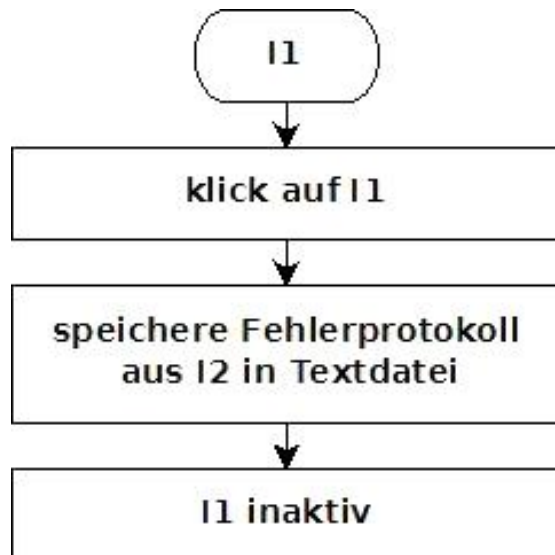 I1
klick auf I1
speichere Fehlerprotokoll
aus I2 in Textdatei
I1 inaktiv